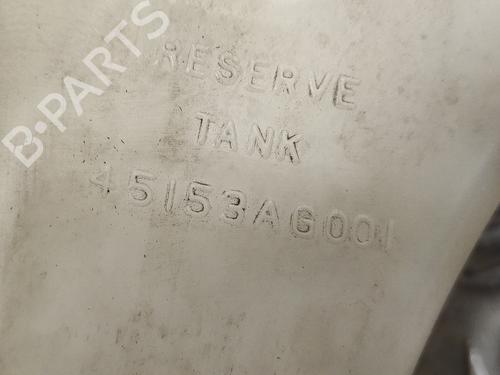 B-PARTS
RESERVE
TANK
45153AG001